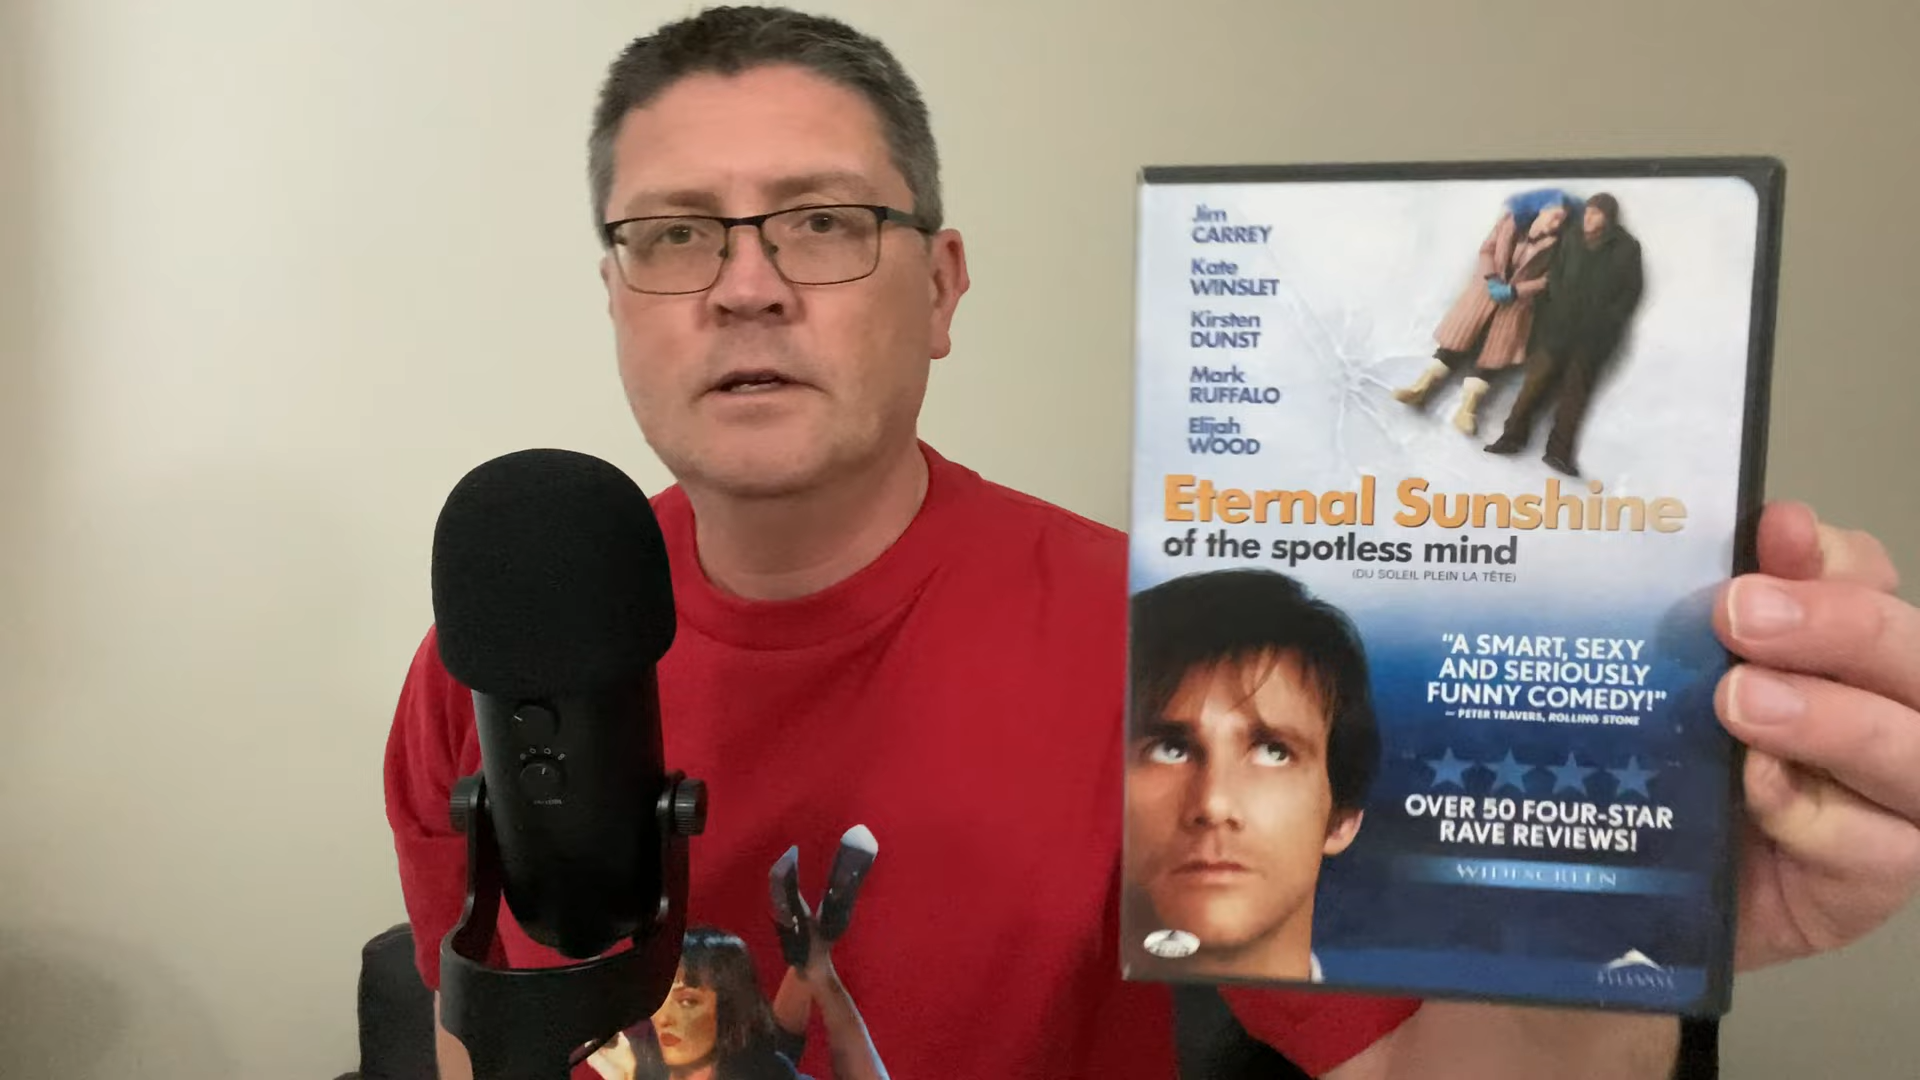 Jim
CARREY
Kate
WINSLET
Kirsten
DUNST
Mark
RUFFALO
Elijah
WOOD
Eternal Sunshine
of the spotless mind
(DU SOLEIL PLEIN LA TÊTE)
"A SMART, SEXY
AND SERIOUSLY
FUNNY COMEDY!"
– PETER TRAVERS, ROLLING STONE
OVER 50 FOUR-STAR
RAVE REVIEWS!
WIDESCREEN